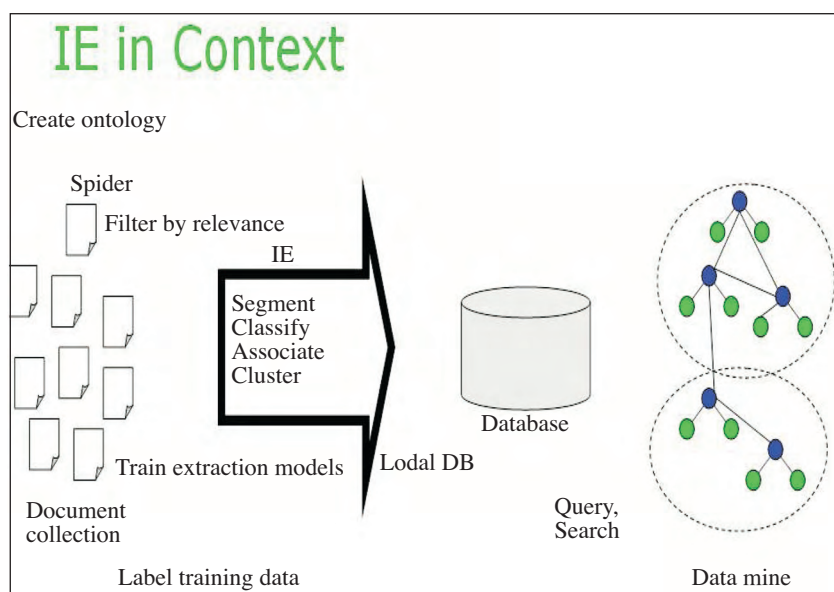 IE in Context
Create ontology
Spider
Filter by relevance
IE
Segment
Classify
Associate
Cluster
Database
Train extraction models
Lodal DB
Document
collection
Query,
Search
Label training data
Data mine